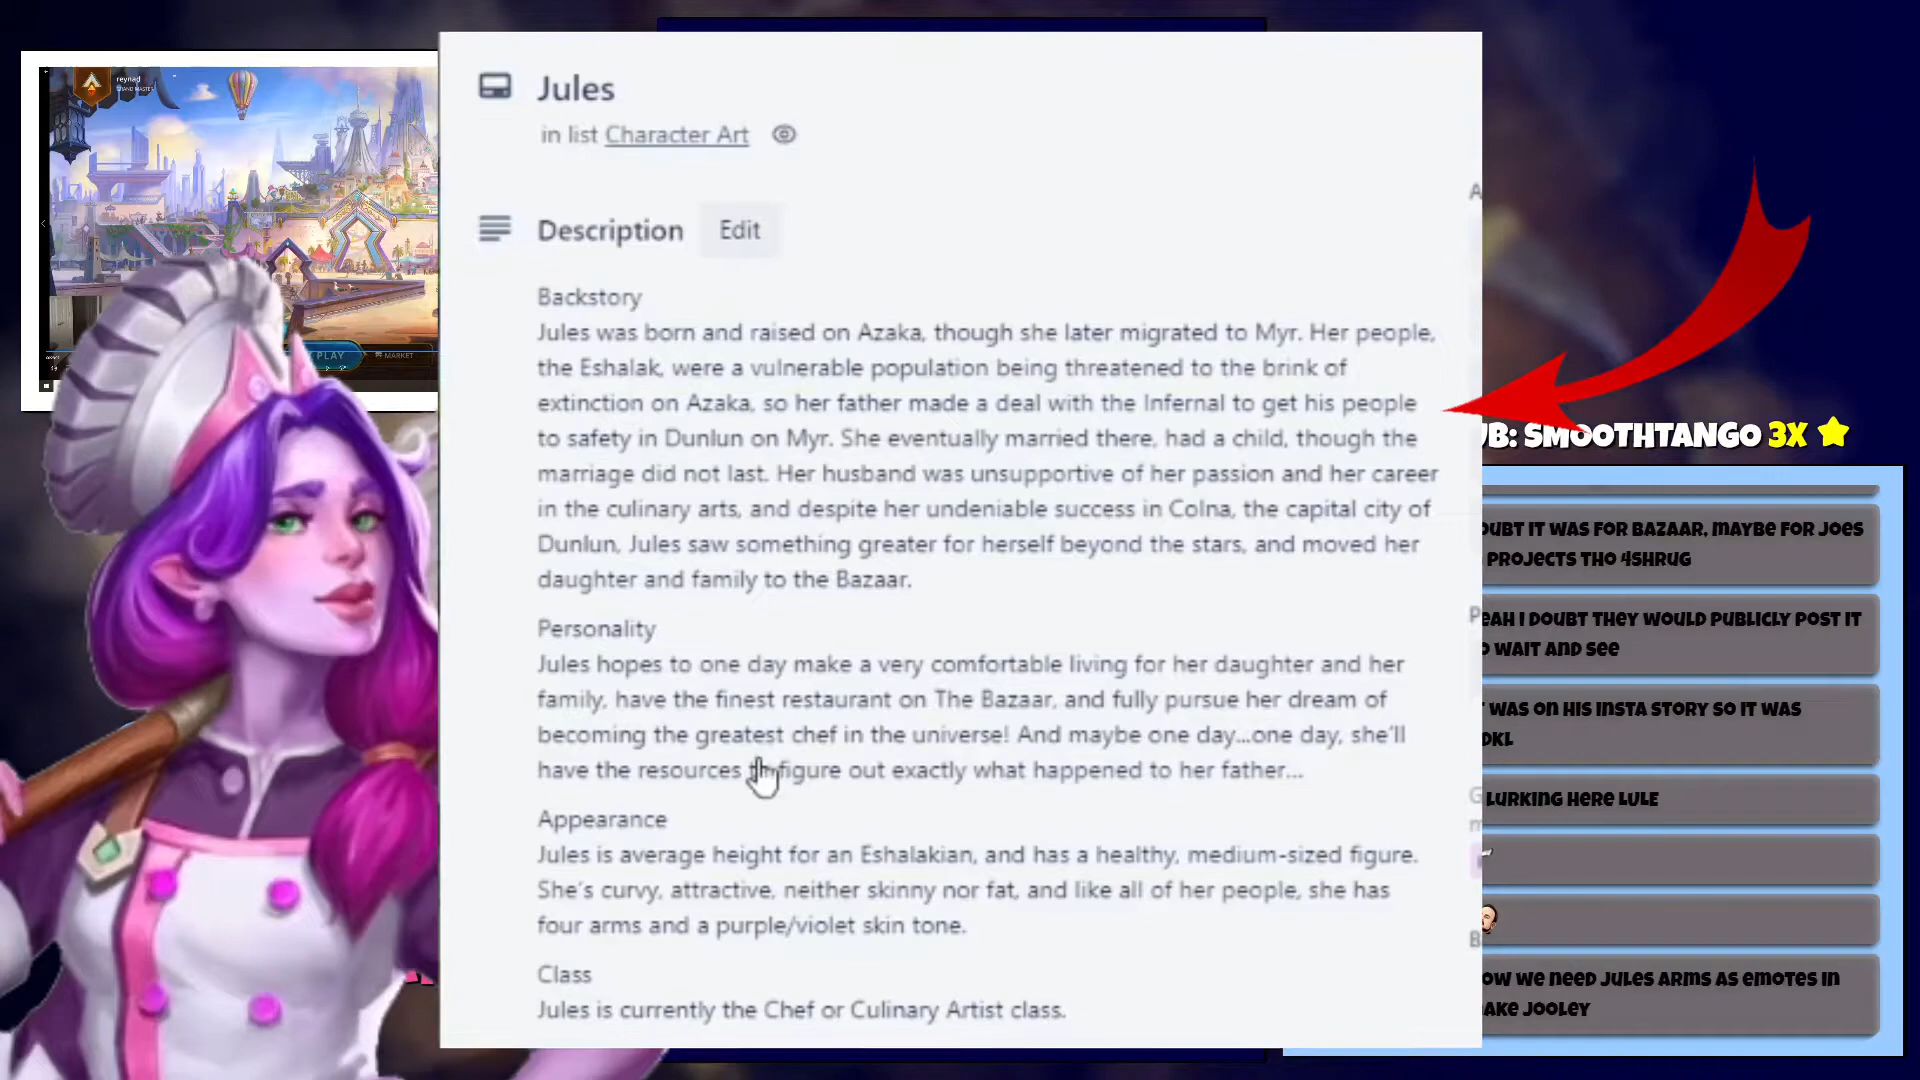 reynad
GRAND MASTER
PLAY
MARKET
Jules
in list Character Art
Description
Edit
Backstory
Jules was born and raised on Azaka, though she later migrated to Myr. Her people,
the Eshalak, were a vulnerable population being threatened to the brink of
extinction on Azaka, so her father made a deal with the Infernal to get his people
to safety in Dunlun on Myr. She eventually married there, had a child, though the
marriage did not last. Her husband was unsupportive of her passion and her career
in the culinary arts, and despite her undeniable success in Colna, the capital city of
Dunlun, Jules saw something greater for herself beyond the stars, and moved her
daughter and family to the Bazaar.
Personality
Jules hopes to one day make a very comfortable living for her daughter and her
family, have the finest restaurant on The Bazaar, and fully pursue her dream of
becoming the greatest chef in the universe! And maybe one day...one day, she'll
have the resources to figure out exactly what happened to her father...
Appearance
Jules is average height for an Eshalakian, and has a healthy, medium-sized figure.
She's curvy, attractive, neither skinny nor fat, and like all of her people, she has
four arms and a purple/violet skin tone.
Class
Jules is currently the Chef or Culinary Artist class.
UB: SMOOTHTANGO 3X
OUBT IT WAS FOR BAZAAR, MAYBE FOR JOES
PROJECTS THO 4SHRUG
EAH I DOUBT THEY WOULD PUBLICLY POST IT
O WAIT AND SEE
WAS ON HIS INSTA STORY SO IT WAS
DKL
LURKING HERE LULE
OW WE NEED JULES ARMS AS EMOTES IN
AKE JOOLEY